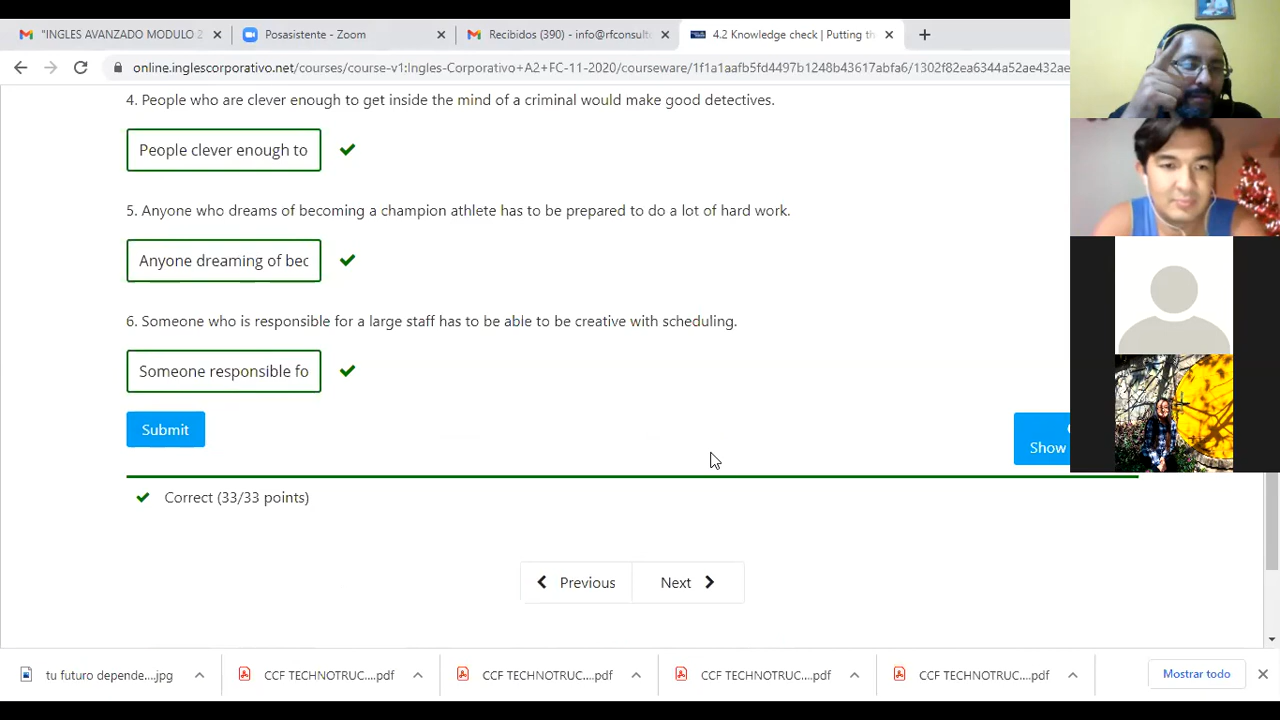 "INGLES AVANZADO MODULO 2
Posasistente - Zoom
Recibidos (390) - info@rfconsult
4.2 Knowledge check | Putting th
online.inglescorporativo.net/courses/course-v1:Ingles-Corporativo+A2+FC-11-2020/courseware/1f1a1aafb5fd4497b1248b43617abfa6/1302f82ea6344a52ae432ae
4. People who are clever enough to get inside the mind of a criminal would make good detectives.
People clever enough to
5. Anyone who dreams of becoming a champion athlete has to be prepared to do a lot of hard work.
Anyone dreaming of bec
6. Someone who is responsible for a large staff has to be able to be creative with scheduling.
Someone responsible fo
Submit
Show
Correct (33/33 points)
Previous
Next
tu futuro depende...jpg
CCF TECHNOTRUC....pdf
CCF TECHNOTRUC....pdf
CCF TECHNOTRUC....pdf
CCF TECHNOTRUC....pdf
Mostrar todo